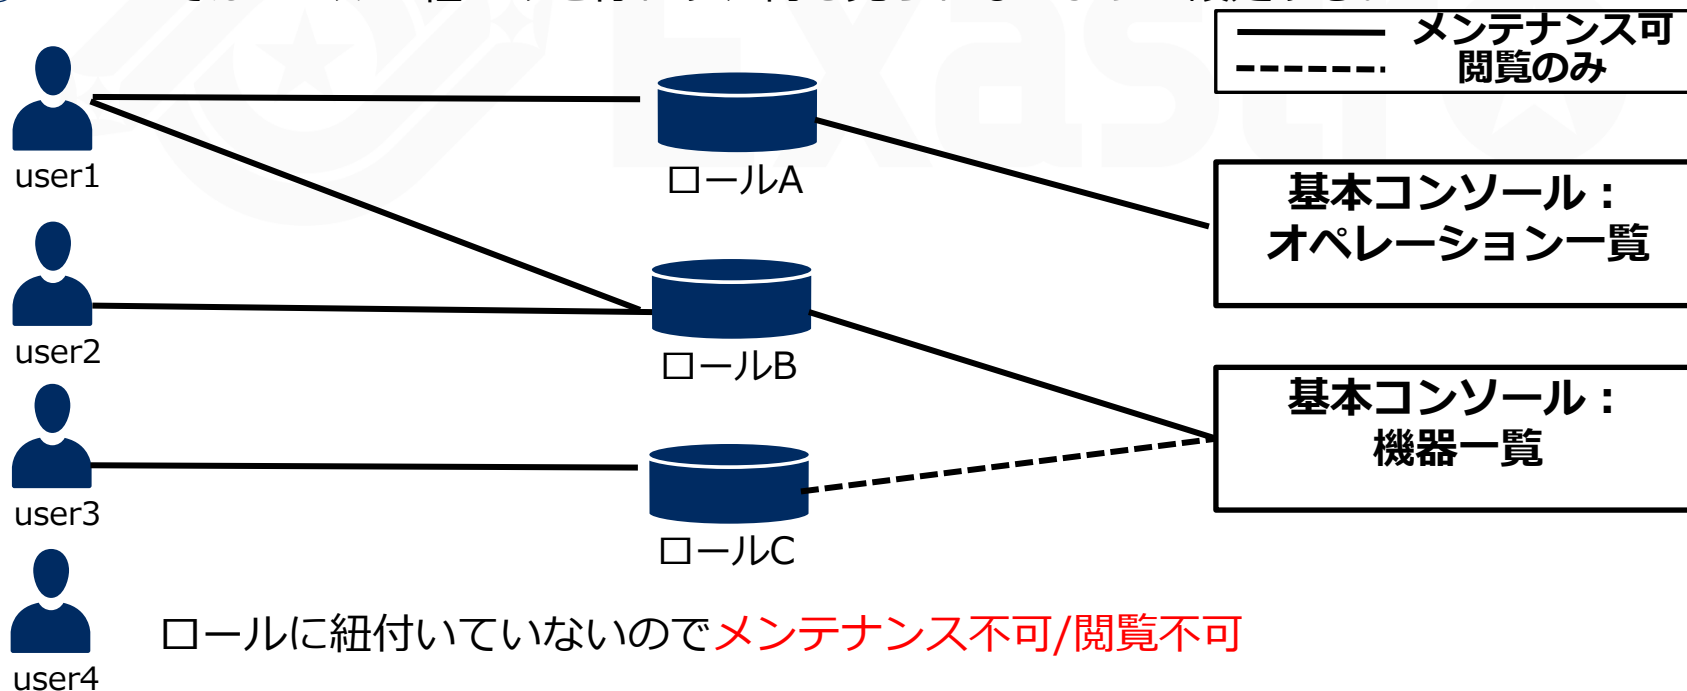 メンテナンス可
閲覧のみ
user1
ロールA
基本コンソール：
オペレーション一覧
user2
ロールB
基本コンソール：
機器一覧
user3
ロールC
ロールに紐付いていないのでメンテナンス不可/閲覧不可
user4
Exastro